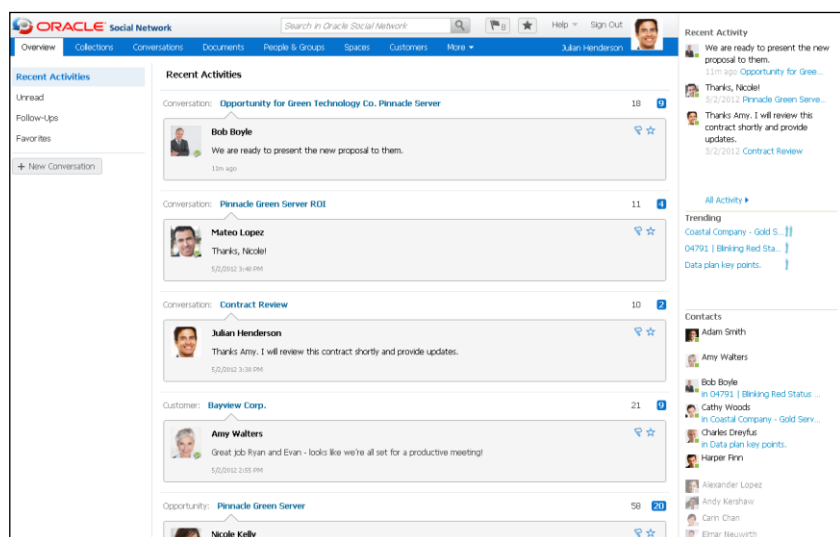 ORACLE Social Network
Search in Oracle Social Network
8
Help
Sign Out
Overview
Collections
Conversations
Documents
People & Groups
Spaces
Customers
More
Julian Henderson
Recent Activities
Unread
Follow-Ups
Favorites
+ New Conversation
Recent Activities
Conversation: Opportunity for Green Technology Co. Pinnacle Server
18 9
Bob Boyle
We are ready to present the new proposal to them.
11m ago
Conversation: Pinnacle Green Server ROI
11 4
Mateo Lopez
Thanks, Nicole!
5/2/2012 3:40 PM
Conversation: Contract Review
10 2
Julian Henderson
Thanks Amy. I will review this contract shortly and provide updates.
5/2/2012 3:38 PM
Customer: Bayview Corp.
21 9
Amy Walters
Great job Ryan and Evan - looks like we're all set for a productive meeting!
5/2/2012 2:55 PM
Opportunity: Pinnacle Green Server
58 20
Nicole Kelly
Recent Activity
We are ready to present the new
proposal to them.
11m ago Opportunity for Gree...
Thanks, Nicole!
5/2/2012 Pinnacle Green Serve...
Thanks Amy. I will review this
contract shortly and provide
updates.
5/2/2012 Contract Review
All Activity
Trending
Coastal Company - Gold S...
04791 | Blinking Red Sta...
Data plan key points.
Contacts
Adam Smith
Amy Walters
Bob Boyle
in 04791 | Blinking Red Status ...
Cathy Woods
in Coastal Company - Gold Serv...
Charles Dreyfus
in Data plan key points.
Harper Finn
Alexander Lopez
Andy Kershaw
Carin Chan
Elmar Neuwirth